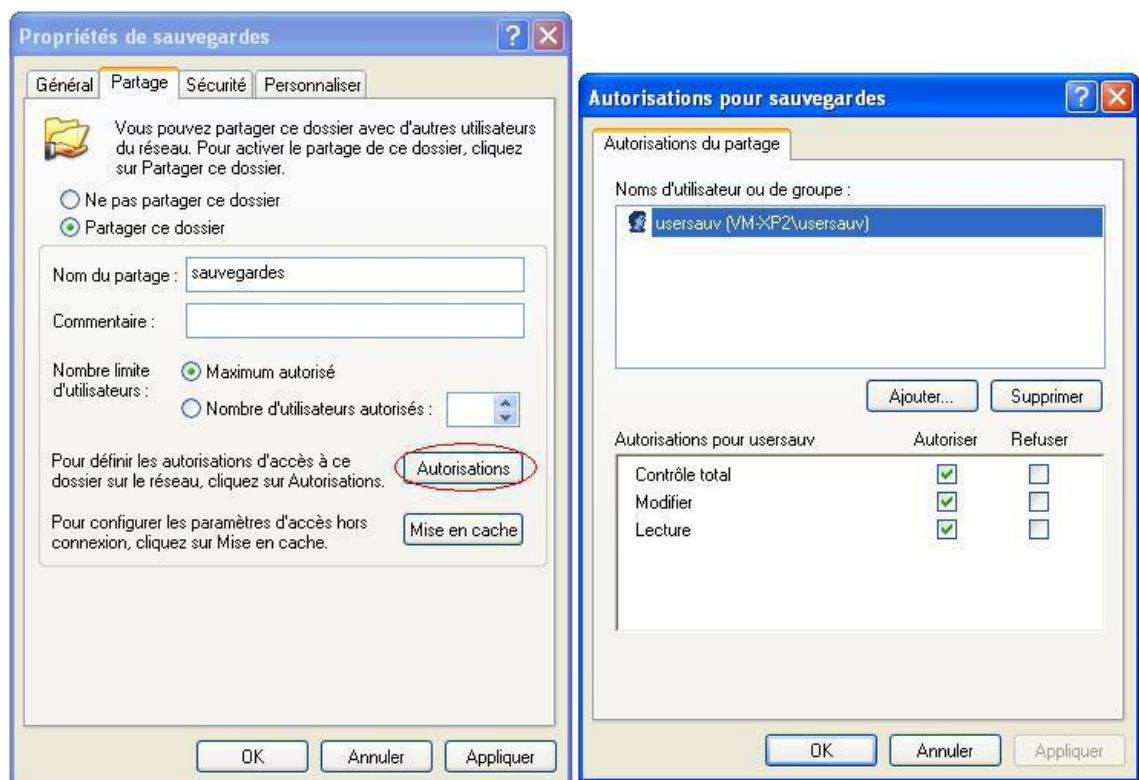 Propriétés de sauvegardes
Général Partage Sécurité Personnaliser
Vous pouvez partager ce dossier avec d'autres utilisateurs
du réseau. Pour activer le partage de ce dossier, cliquez
sur Partager ce dossier.
Ne pas partager ce dossier
Partager ce dossier
Nom du partage : sauvegardes
Commentaire :
Nombre limite
d'utilisateurs :
Maximum autorisé
Nombre d'utilisateurs autorisés :
Pour définir les autorisations d'accès à ce
dossier sur le réseau, cliquez sur Autorisations.
Autorisations
Pour configurer les paramètres d'accès hors
connexion, cliquez sur Mise en cache.
Mise en cache
OK Annuler Appliquer
Autorisations pour sauvegardes
Autorisations du partage
Noms d'utilisateur ou de groupe :
usersauv (VM-XP2\usersauv)
Ajouter... Supprimer
Autorisations pour usersauv Autoriser Refuser
Contrôle total
Modifier
Lecture
OK Annuler Appliquer